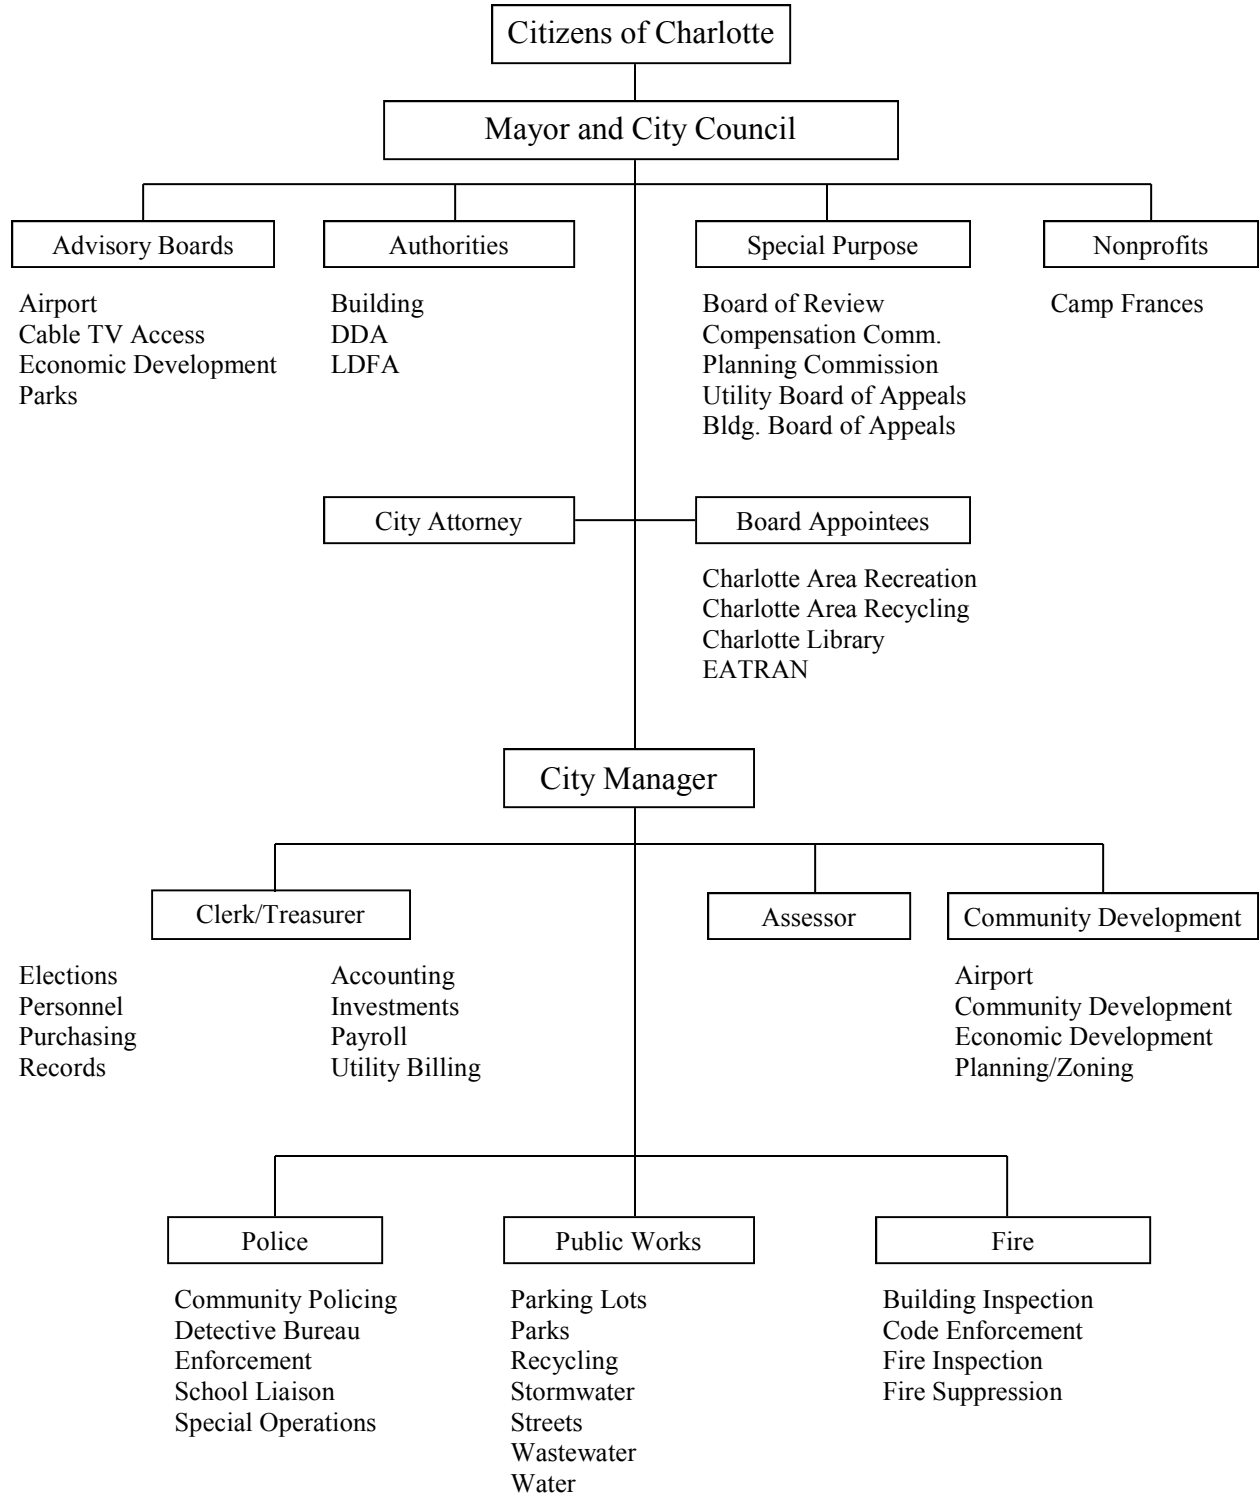 Citizens of Charlotte
Mayor and City Council
Advisory Boards
Airport
Cable TV Access
Economic Development
Parks
Authorities
Building
DDA
LDFA
Special Purpose
Board of Review
Compensation Comm.
Planning Commission
Utility Board of Appeals
Bldg. Board of Appeals
Nonprofits
Camp Frances
City Attorney
Board Appointees
Charlotte Area Recreation
Charlotte Area Recycling
Charlotte Library
EATRAN
City Manager
Clerk/Treasurer
Elections
Personnel
Purchasing
Records
Accounting
Investments
Payroll
Utility Billing
Assessor
Community Development
Airport
Community Development
Economic Development
Planning/Zoning
Police
Community Policing
Detective Bureau
Enforcement
School Liaison
Special Operations
Public Works
Parking Lots
Parks
Recycling
Stormwater
Streets
Wastewater
Water
Fire
Building Inspection
Code Enforcement
Fire Inspection
Fire Suppression